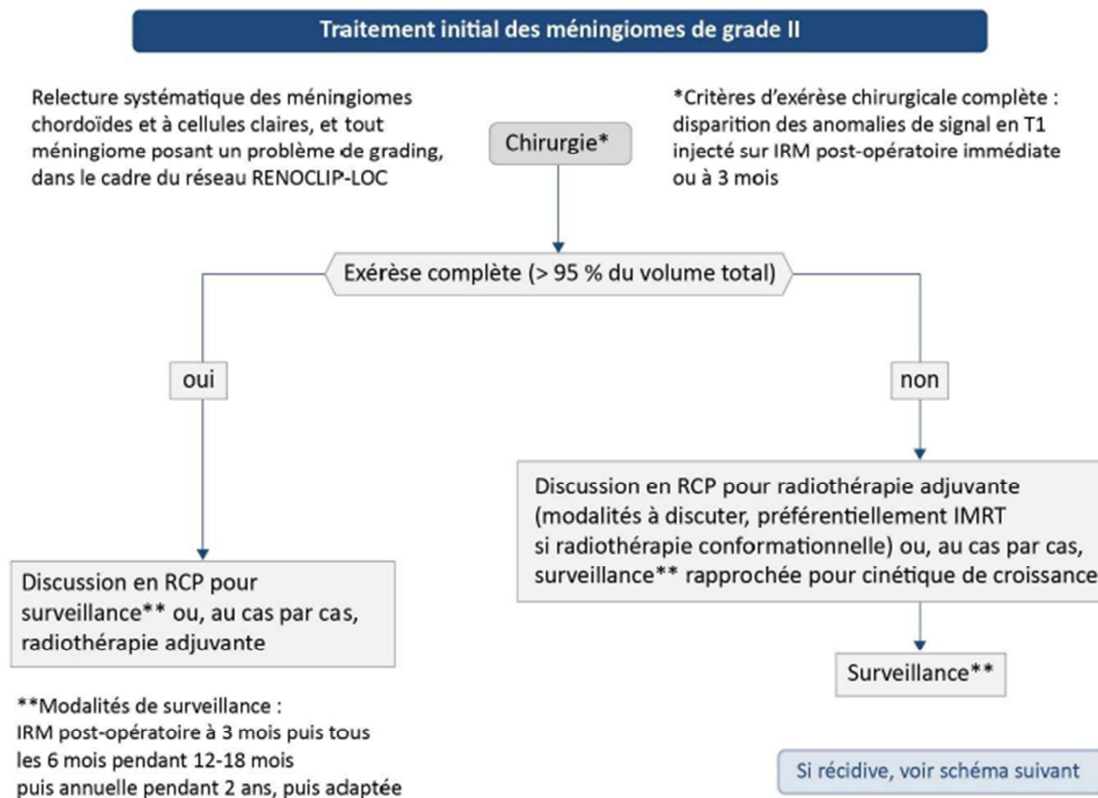 Traitement initial des méningiomes de grade II
Relecture systématique des méningiomes
chordoïdes et à cellules claires, et tout
méningiome posant un problème de grading,
dans le cadre du réseau RENOCLIP-LOC
Chirurgie*
*Critères d'exérèse chirurgicale complète :
disparition des anomalies de signal en T1
injecté sur IRM post-opératoire immédiate
ou à 3 mois
Exérèse complète (> 95 % du volume total)
oui
non
Discussion en RCP pour
surveillance** ou, au cas par cas,
radiothérapie adjuvante
Discussion en RCP pour radiothérapie adjuvante
(modalités à discuter, préférentiellement IMRT
si radiothérapie conformationnelle) ou, au cas par cas,
surveillance** rapprochée pour cinétique de croissance
Surveillance**
**Modalités de surveillance :
IRM post-opératoire à 3 mois puis tous
les 6 mois pendant 12-18 mois
puis annuelle pendant 2 ans, puis adaptée
Si récidive, voir schéma suivant